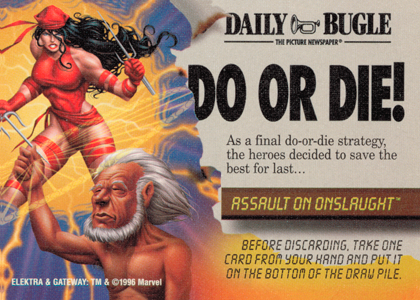 DAILY BUGLE
THE PICTURE NEWSPAPER®
DO OR DIE!
As a final do-or-die strategy,
the heroes decided to save the
best for last...
ASSAULT ON ONSLAUGHT™
BEFORE DISCARDING, TAKE ONE
CARD FROM YOUR HAND AND PUT IT
ON THE BOTTOM OF THE DRAW PILE.
ELEKTRA & GATEWAY: TM & ©1996 Marvel